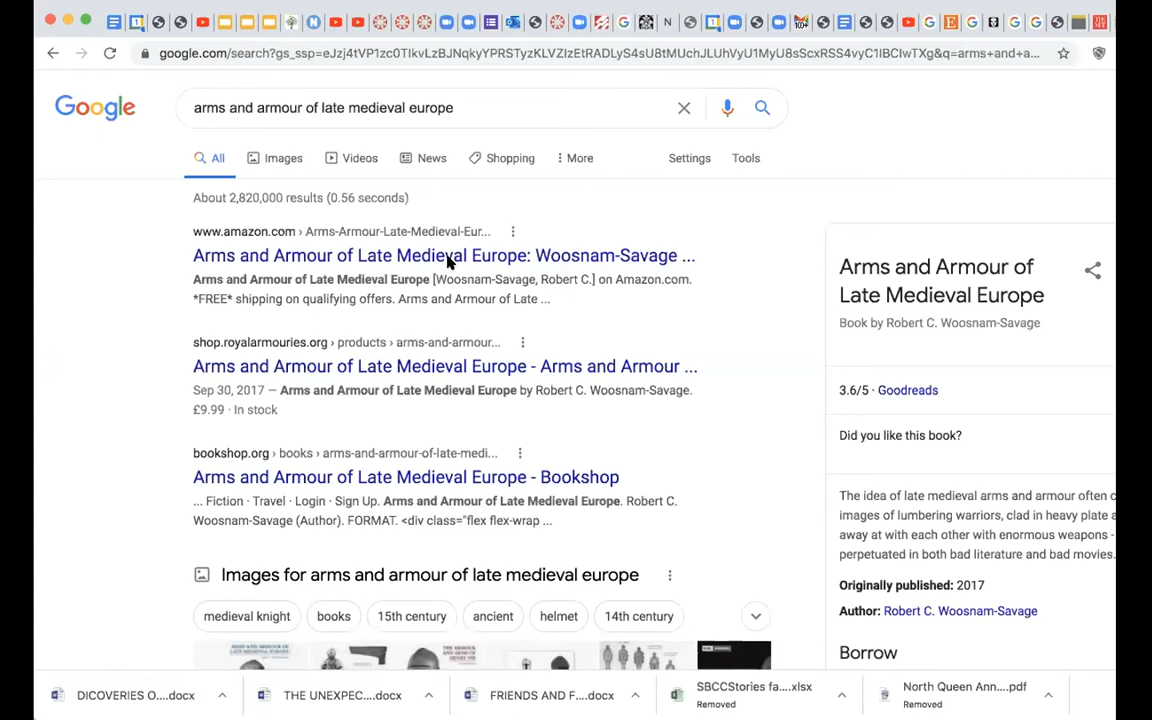 google.com/search?gs_ssp=eJzj4tVP1zc0TIkvLzBJNqkyYPRSTyzKLVZIzEtRADLyS4sU8tMUchJLUhVyU1MyU8sScxRSS4vyC1IBCIwTXg&q=arms+and+a...
Google
arms and armour of late medieval europe
All Images Videos News Shopping More Settings Tools
About 2,820,000 results (0.56 seconds)
www.amazon.com › Arms-Armour-Late-Medieval-Eur...
Arms and Armour of Late Medieval Europe: Woosnam-Savage ...
Arms and Armour of Late Medieval Europe [Woosnam-Savage, Robert C.] on Amazon.com.
*FREE* shipping on qualifying offers. Arms and Armour of Late ...
shop.royalarmouries.org › products › arms-and-armour...
Arms and Armour of Late Medieval Europe - Arms and Armour ...
Sep 30, 2017 — Arms and Armour of Late Medieval Europe by Robert C. Woosnam-Savage.
£9.99 · In stock
bookshop.org › books › arms-and-armour-of-late-medi...
Arms and Armour of Late Medieval Europe - Bookshop
... Fiction · Travel · Login · Sign Up. Arms and Armour of Late Medieval Europe. Robert C.
Woosnam-Savage (Author). FORMAT. <div class="flex flex-wrap ...
Images for arms and armour of late medieval europe
medieval knight books 15th century ancient helmet 14th century
Arms and Armour of
Late Medieval Europe
Book by Robert C. Woosnam-Savage
3.6/5 · Goodreads
Did you like this book?
The idea of late medieval arms and armour often c
images of lumbering warriors, clad in heavy plate a
away at with each other with enormous weapons -
perpetuated in both bad literature and bad movies.
Originally published: 2017
Author: Robert C. Woosnam-Savage
Borrow
DICOVERIES O....docx
THE UNEXPEC....docx
FRIENDS AND F....docx
SBCCStories fa....xlsx
Removed
North Queen Ann....pdf
Removed